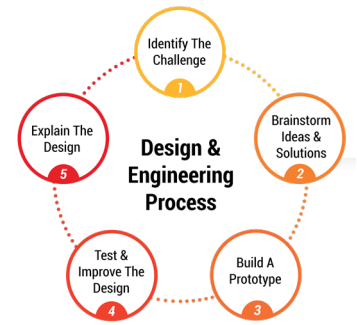 Identify The
Challenge
1
Brainstorm
Ideas &
Solutions
2
Build A
Prototype
3
Test &
Improve The
Design
4
Explain The
Design
5
Design &
Engineering
Process